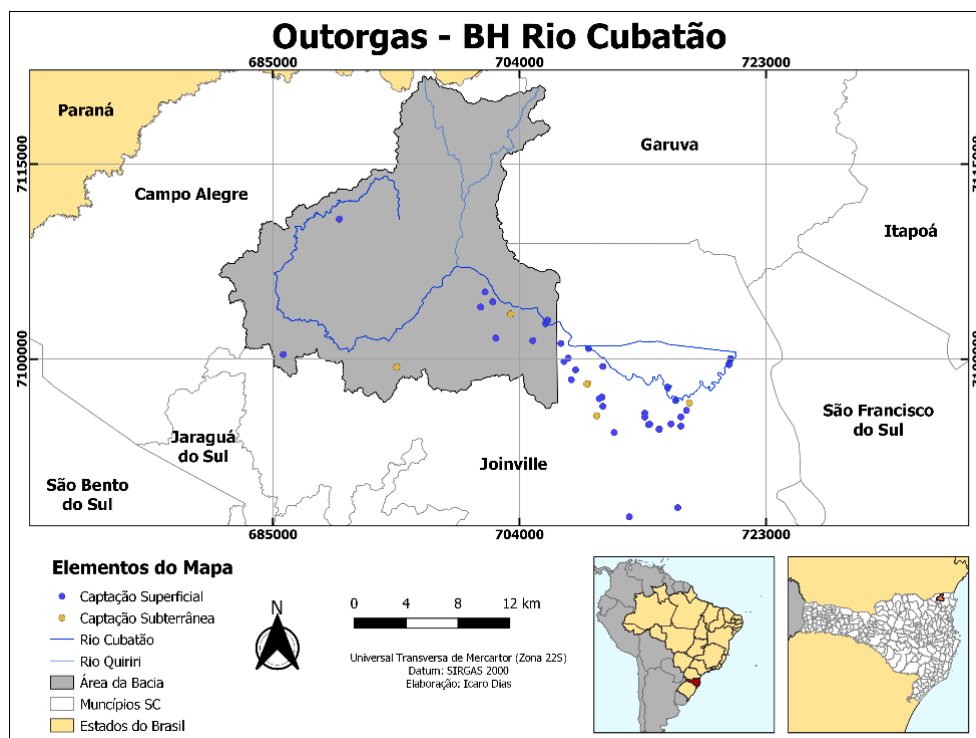 Outorgas - BH Rio Cubatão
685000
704000
723000
Paraná
Garuva
7115000
7115000
Campo Alegre
Itapoá
7100000
7100000
São Francisco
do Sul
Jaraguá
do Sul
Joinville
São Bento
do Sul
685000
704000
723000
Elementos do Mapa
Captação Superficial
Captação Subterrânea
Rio Cubatão
Rio Quiriri
Área da Bacia
Muncípios SC
Estados do Brasil
N
0 4 8 12 km
Universal Transversa de Mercartor (Zona 22S)
Datum: SIRGAS 2000
Elaboração: Icaro Dias